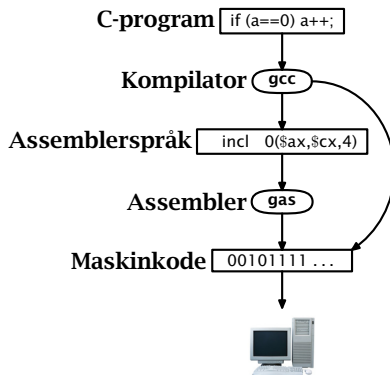 C-program if (a==0) a++;
Kompilator gcc
Assemblerspråk incl 0($ax,$cx,4)
Assembler gas
Maskinkode 00101111 ...